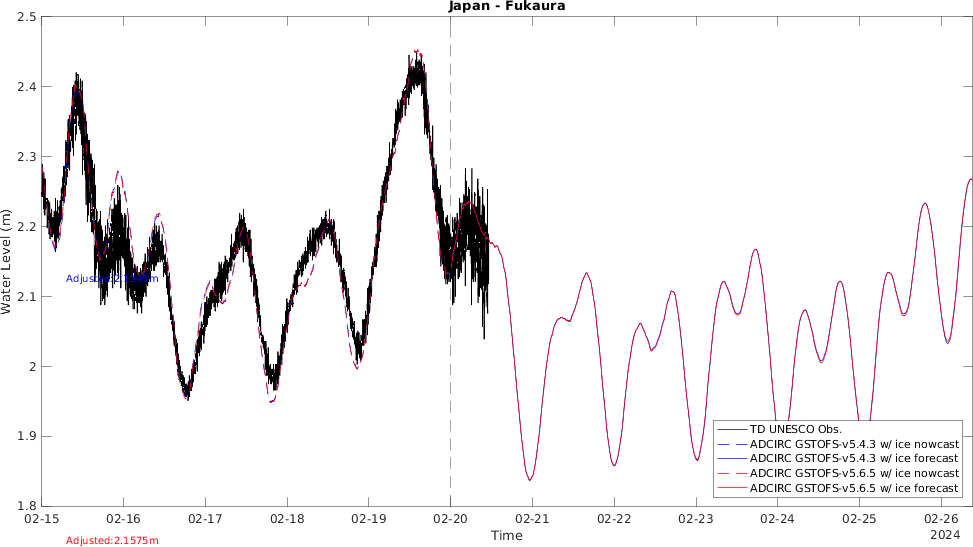 Japan - Fukaura
Water Level (m)
2.5
2.4
2.3
2.2
2.1
2
1.9
1.8
TD UNESCO Obs.
ADCIRC GSTOFS-v5.4.3 w/ ice nowcast
ADCIRC GSTOFS-v5.4.3 w/ ice forecast
ADCIRC GSTOFS-v5.6.5 w/ ice nowcast
ADCIRC GSTOFS-v5.6.5 w/ ice forecast
02-15 02-16 02-17 02-18 02-19 02-20 02-21 02-22 02-23 02-24 02-25 02-26
Time
2024
Adjusted:2.1575m